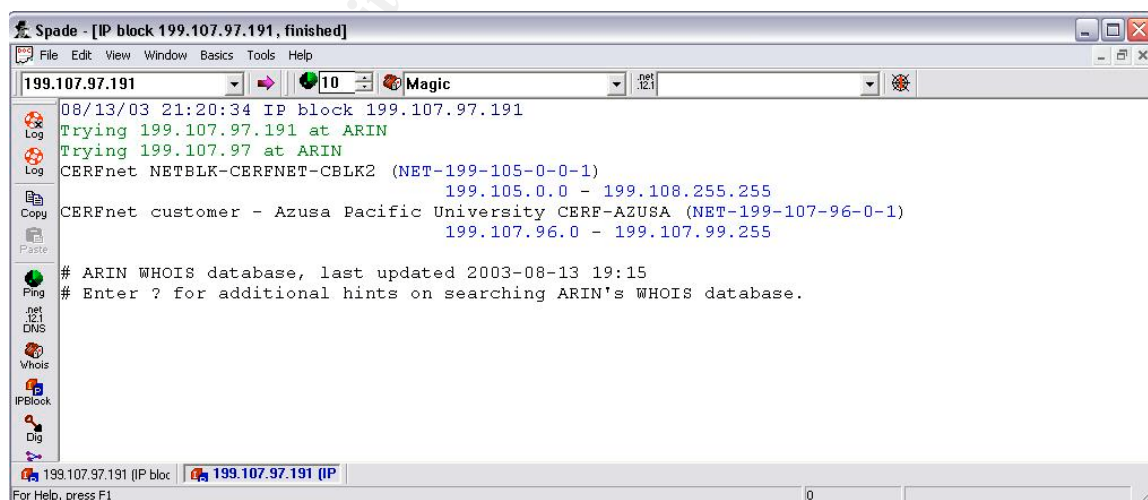 Spade - [IP block 199.107.97.191, finished]
File Edit View Window Basics Tools Help
199.107.97.191 10 Magic .net 12.1
08/13/03 21:20:34 IP block 199.107.97.191
Trying 199.107.97.191 at ARIN
Trying 199.107.97 at ARIN
CERFnet NETBLK-CERFNET-CBLK2 (NET-199-105-0-0-1)
199.105.0.0 - 199.108.255.255
CERFnet customer - Azusa Pacific University CERF-AZUSA (NET-199-107-96-0-1)
199.107.96.0 - 199.107.99.255
# ARIN WHOIS database, last updated 2003-08-13 19:15
# Enter ? for additional hints on searching ARIN's WHOIS database.
Log
Log
Copy
Paste
Ping
.net
.12.1
DNS
Whois
IPBlock
Dig
199.107.97.191 (IP bloc 199.107.97.191 (IP
For Help, press F1 0